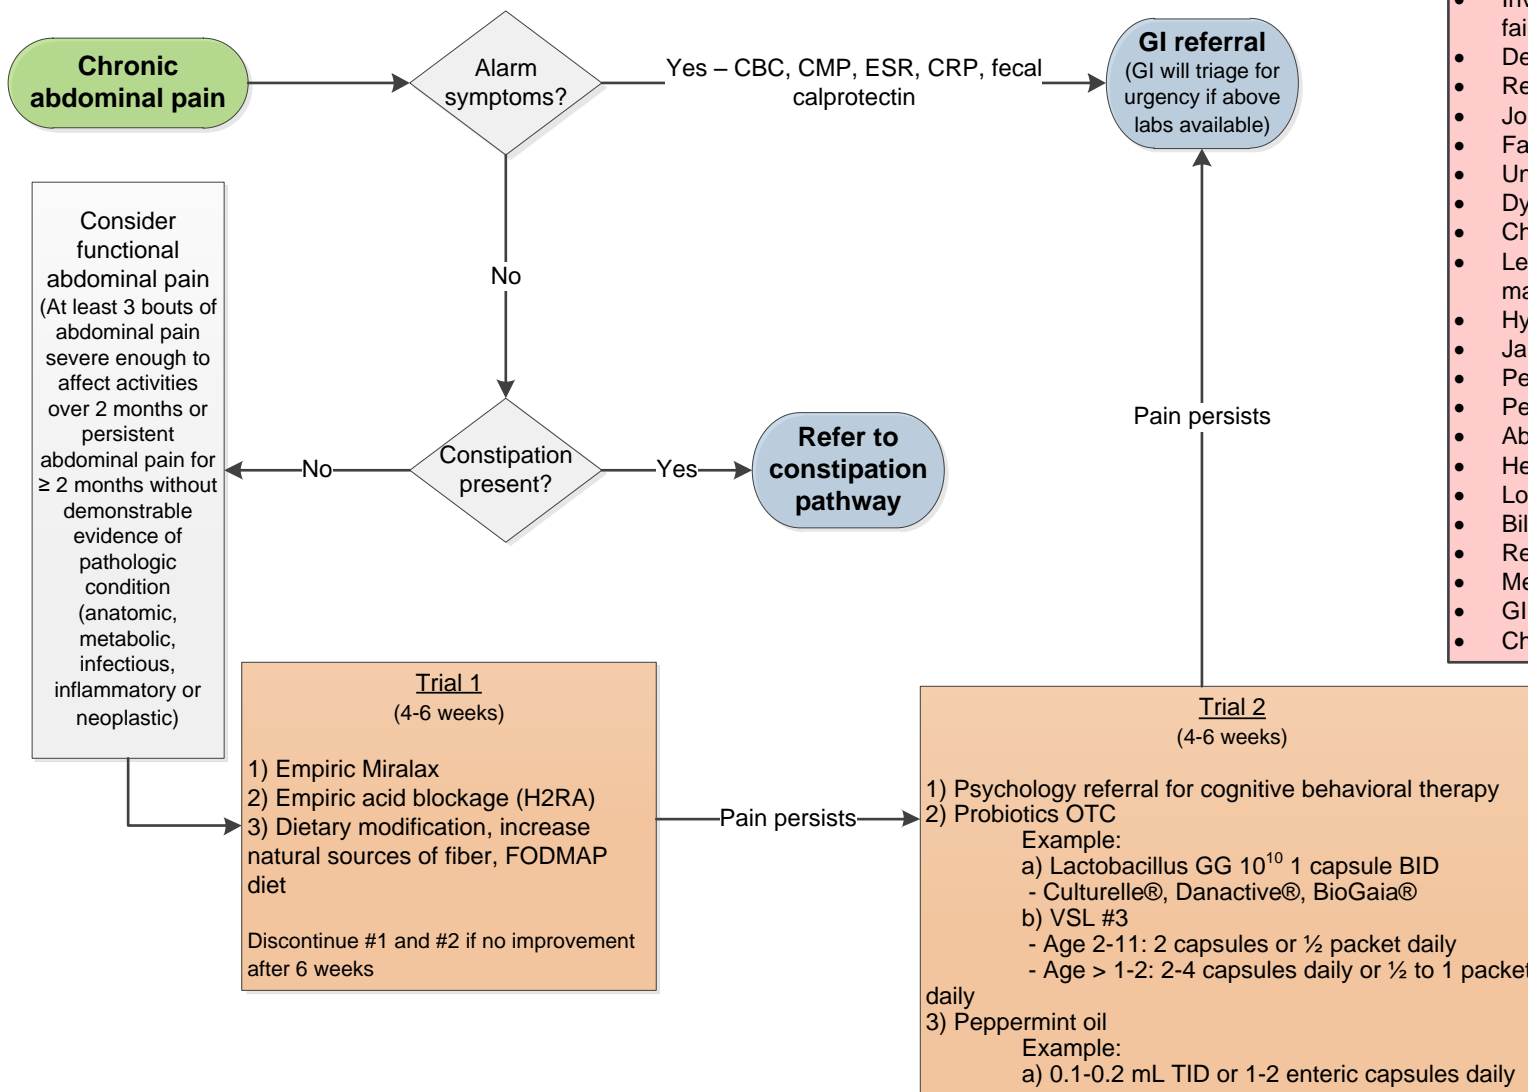 Chronic
abdominal pain
Alarm
symptoms?
Yes – CBC, CMP, ESR, CRP, fecal
calprotectin
GI referral
(GI will triage for
urgency if above
labs available)
No
Consider
functional
abdominal pain
(At least 3 bouts of
abdominal pain
severe enough to
affect activities
over 2 months or
persistent
abdominal pain for
≥ 2 months without
demonstrable
evidence of
pathologic
condition
(anatomic,
metabolic,
infectious,
inflammatory or
neoplastic)
No
Constipation
present?
Yes
Refer to
constipation
pathway
Pain persists
Trial 1
(4-6 weeks)
1) Empiric Miralax
2) Empiric acid blockage (H2RA)
3) Dietary modification, increase
natural sources of fiber, FODMAP
diet
Discontinue #1 and #2 if no improvement
after 6 weeks
Pain persists
Trial 2
(4-6 weeks)
1) Psychology referral for cognitive behavioral therapy
2) Probiotics OTC
Example:
a) Lactobacillus GG 10¹⁰ 1 capsule BID
- Culturelle®, Danactive®, BioGaia®
b) VSL #3
- Age 2-11: 2 capsules or ½ packet daily
- Age > 1-2: 2-4 capsules daily or ½ to 1 packet
daily
3) Peppermint oil
Example:
a) 0.1-0.2 mL TID or 1-2 enteric capsules daily
• GI